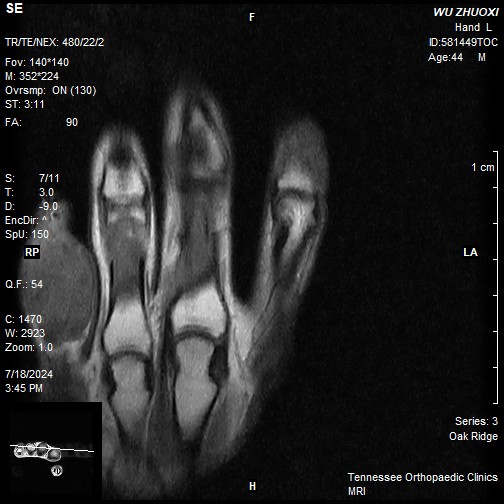 SE
F
WU ZHUOXI
Hand L
ID:581449TOC
Age:44 M
TR/TE/NEX: 480/22/2
Fov: 140*140
M: 352*224
Ovrsmp: ON (130)
ST: 3:11
FA: 90
1 cm
S: 7/11
T: 3.0
D: -9.0
EncDir: ^
SpU: 150
RP
LA
Q.F.: 54
C: 1470
W: 2923
Zoom: 1.0
7/18/2024
3:45 PM
Series: 3
Oak Ridge
Tennessee Orthopaedic Clinics
MRI
H